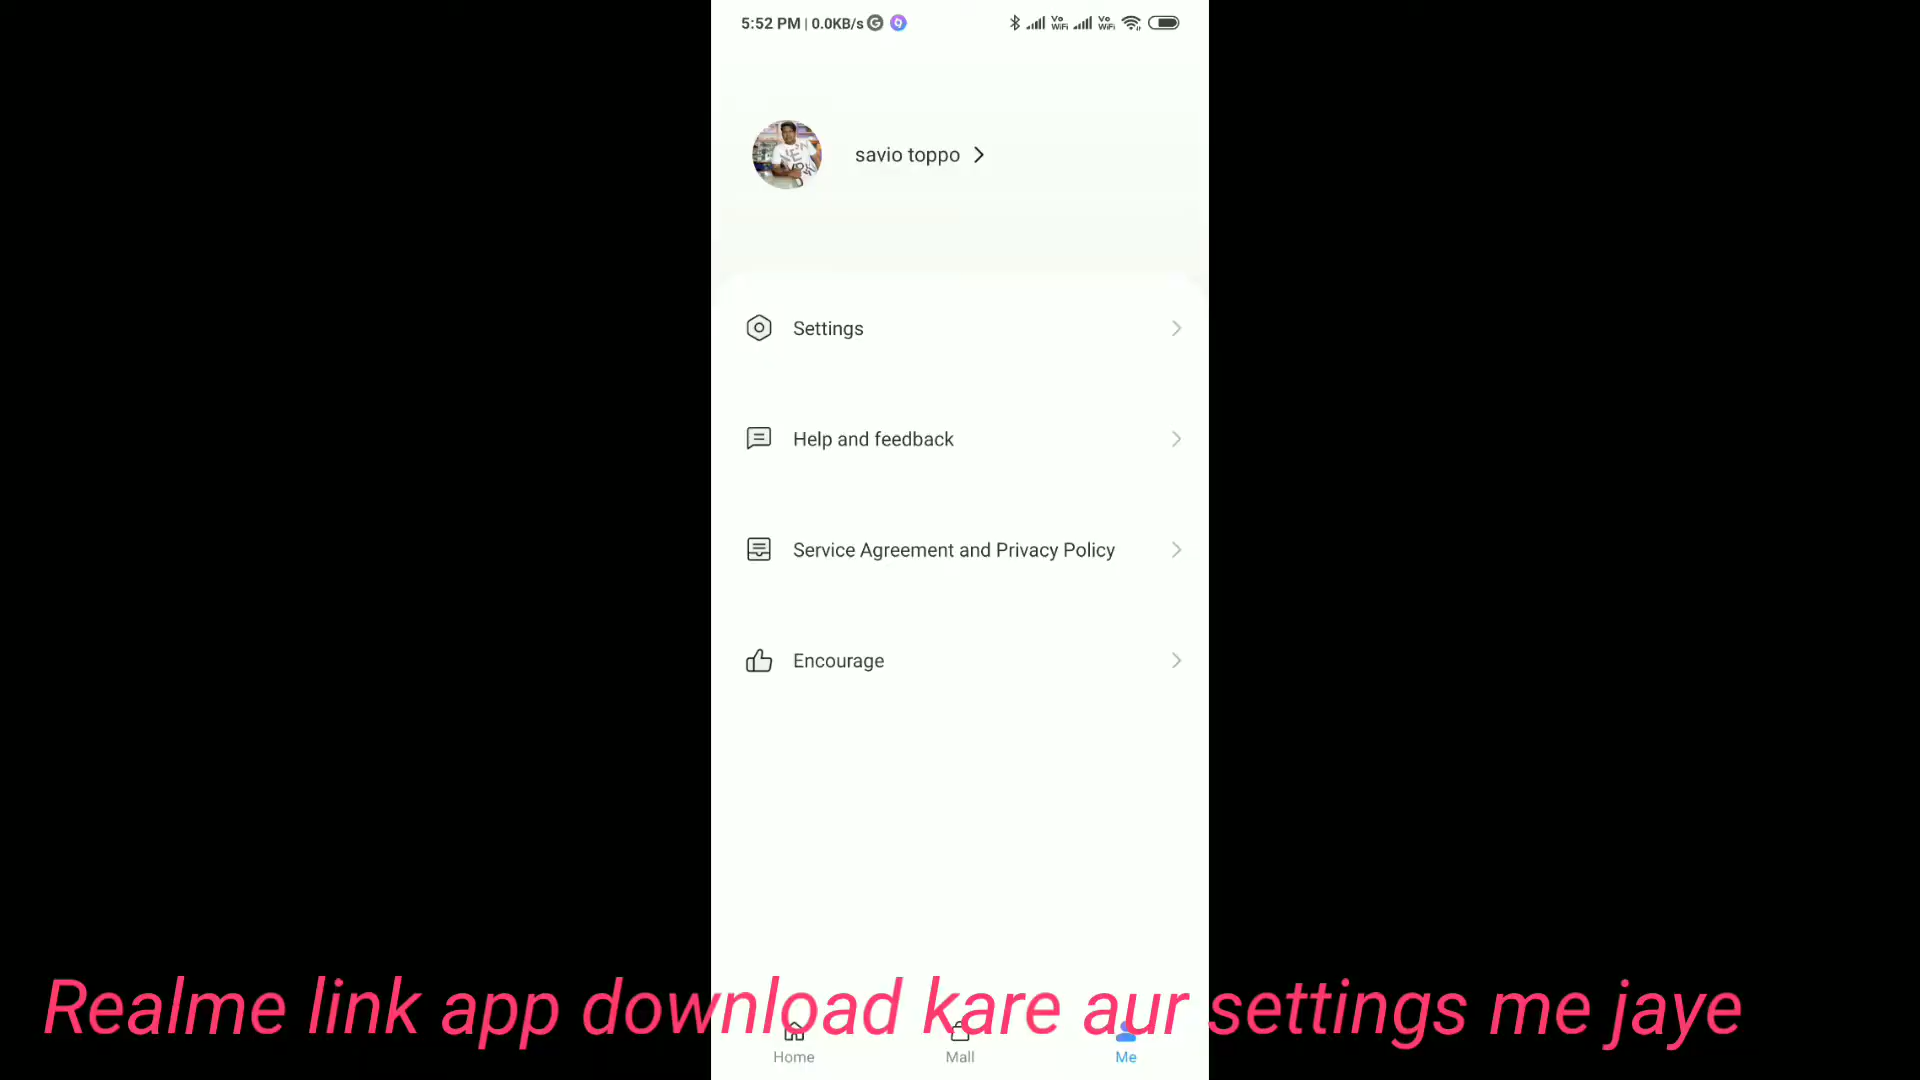 5:52 PM | 0.0KB/s
savio toppo
Settings
Help and feedback
Service Agreement and Privacy Policy
Encourage
Realme link app download kare aur settings me jaye
Home Mall Me